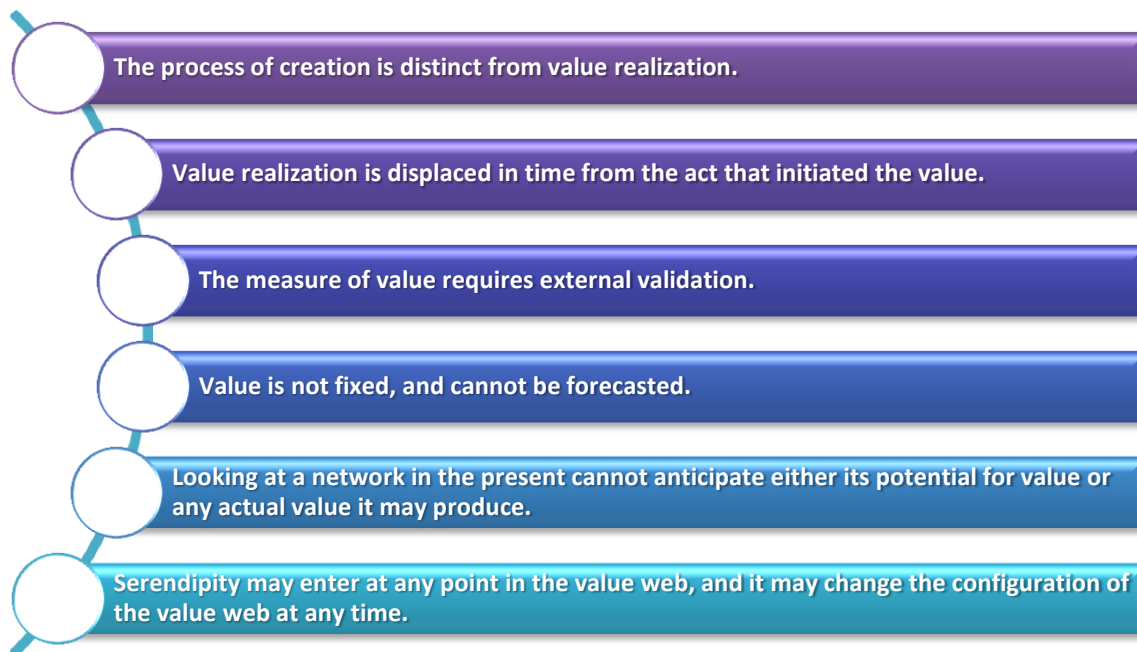 The process of creation is distinct from value realization.
Value realization is displaced in time from the act that initiated the value.
The measure of value requires external validation.
Value is not fixed, and cannot be forecasted.
Looking at a network in the present cannot anticipate either its potential for value or
any actual value it may produce.
Serendipity may enter at any point in the value web, and it may change the configuration of
the value web at any time.